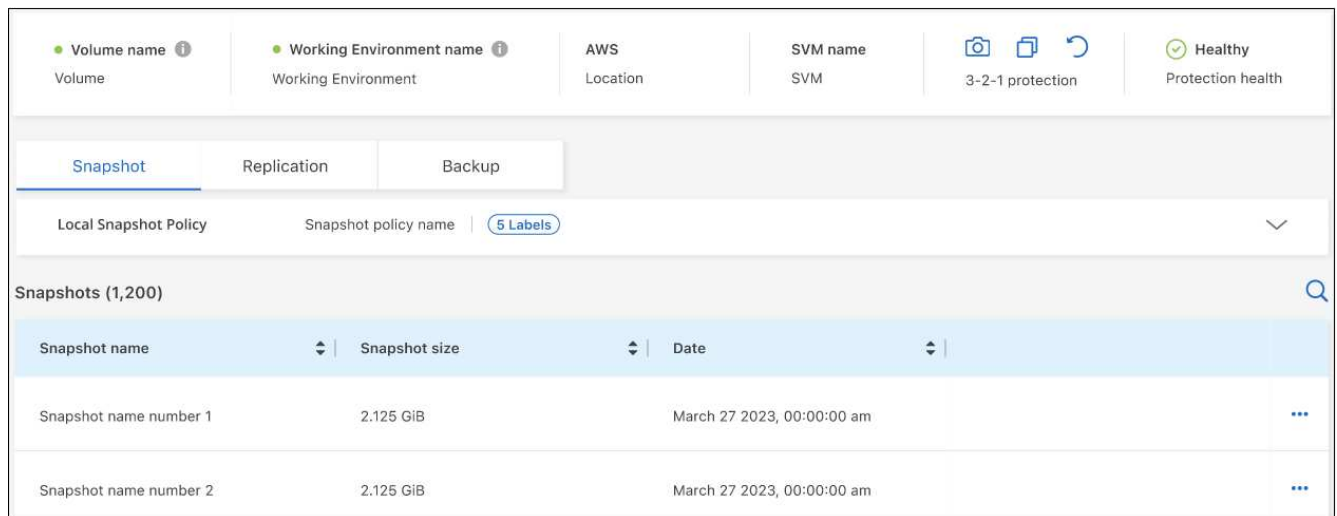 Volume name
Volume
Working Environment name
Working Environment
AWS
Location
SVM name
SVM
3-2-1 protection
Healthy
Protection health
Snapshot
Replication
Backup
Local Snapshot Policy
Snapshot policy name
5 Labels
Snapshots (1,200)
Snapshot name
Snapshot size
Date
Snapshot name number 1
2.125 GiB
March 27 2023, 00:00:00 am
Snapshot name number 2
2.125 GiB
March 27 2023, 00:00:00 am